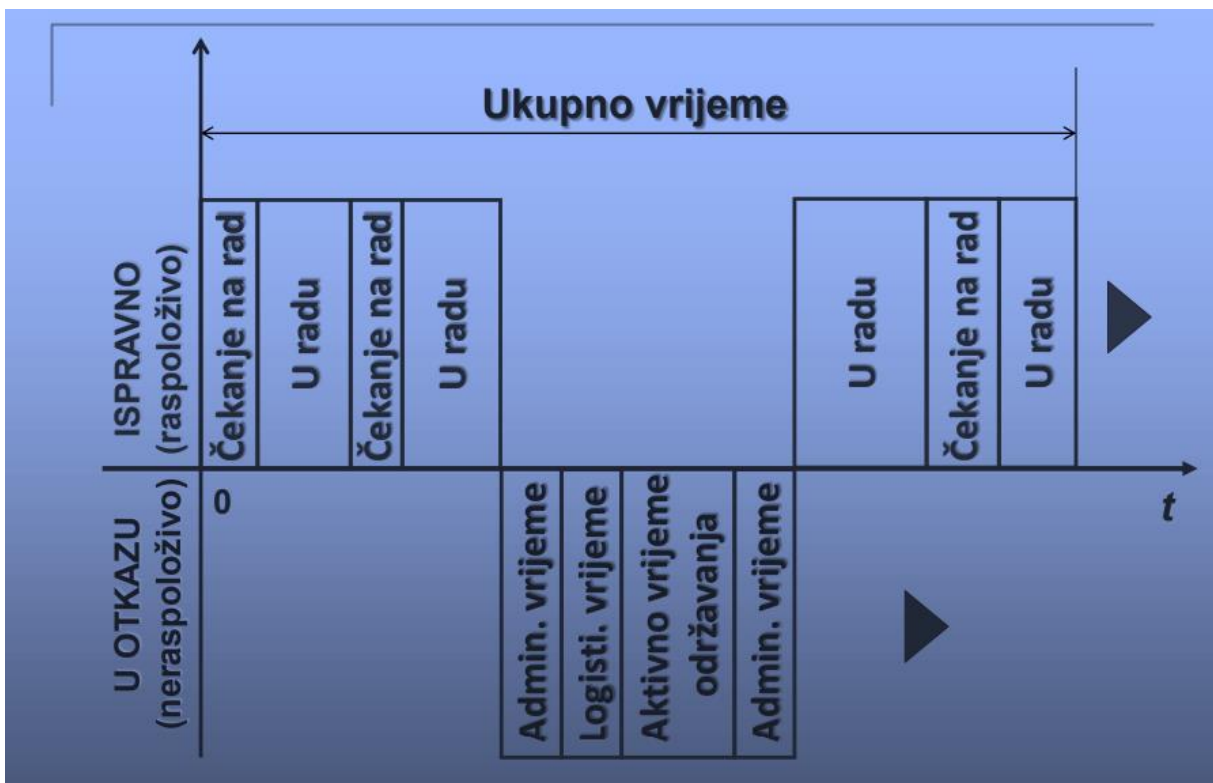 Ukupno vrijeme
ISPRAVNO
(raspoloživo)
Čekanje na rad
U radu
Čekanje na rad
U radu
U radu
Čekanje na rad
U radu
0
t
U OTKAZU
(neraspoloživo)
Admin. vrijeme
Logisti. vrijeme
Aktivno vrijeme
održavanja
Admin. vrijeme